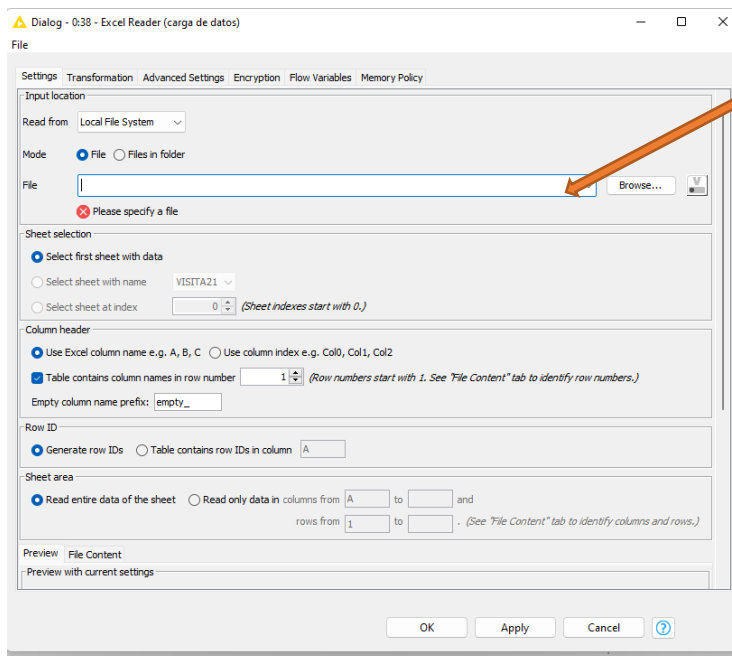 Dialog - 0:38 - Excel Reader (carga de datos)
File
Settings Transformation Advanced Settings Encryption Flow Variables Memory Policy
Input location
Read from Local File System
Mode File Files in folder
File Browse... V
Please specify a file
Sheet selection
Select first sheet with data
Select sheet with name VISITA21
Select sheet at index 0 (Sheet indexes start with 0.)
Column header
Use Excel column name e.g. A, B, C Use column index e.g. Col0, Col1, Col2
Table contains column names in row number 1 (Row numbers start with 1. See "File Content" tab to identify row numbers.)
Empty column name prefix: empty_
Row ID
Generate row IDs Table contains row IDs in column A
Sheet area
Read entire data of the sheet Read only data in columns from A to and
rows from 1 to . (See "File Content" tab to identify columns and rows.)
Preview File Content
Preview with current settings
OK Apply Cancel ?